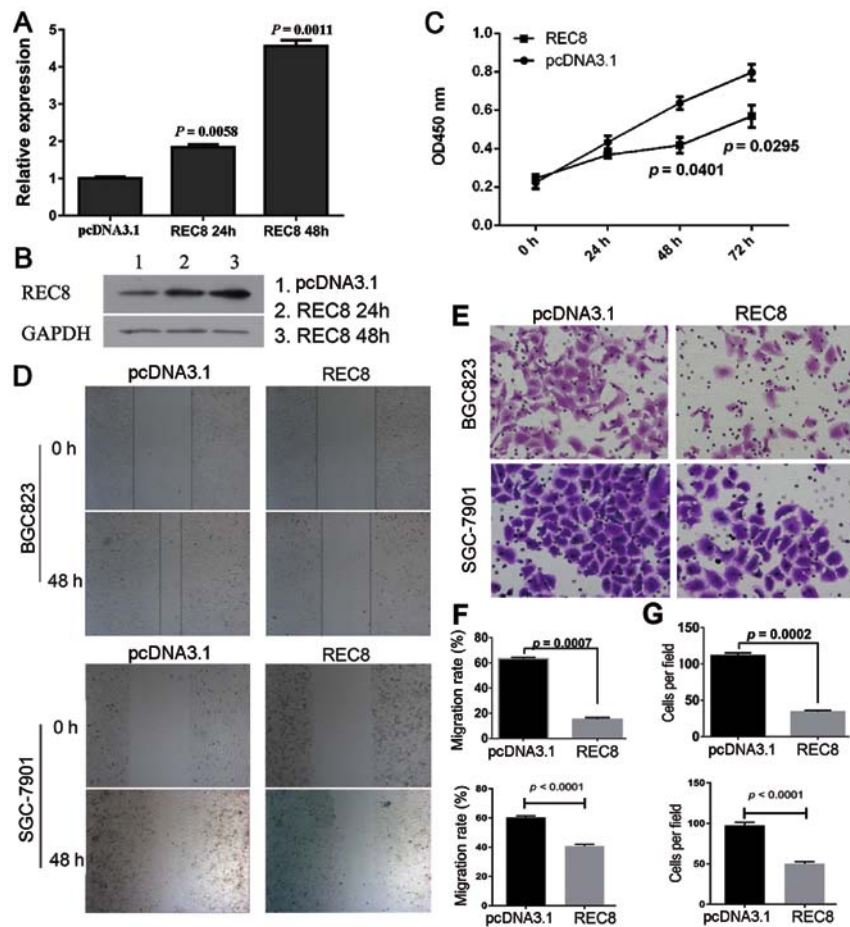 A
Relative expression
5
4
3
2
1
0
P = 0.0058
P = 0.0011
pcDNA3.1
REC8 24h
REC8 48h
B
1 2 3
REC8
GAPDH
1. pcDNA3.1
2. REC8 24h
3. REC8 48h
C
REC8
pcDNA3.1
OD450 nm
1.0
0.8
0.6
0.4
0.2
0.0
p = 0.0401
p = 0.0295
0 h
24 h
48 h
72 h
D
pcDNA3.1
REC8
BGC823
0 h
48 h
pcDNA3.1
REC8
SGC-7901
0 h
48 h
E
pcDNA3.1
REC8
BGC823
SGC-7901
F
Migration rate (%)
80
60
40
20
0
p = 0.0007
pcDNA3.1
REC8
Migration rate (%)
80
60
40
20
0
p < 0.0001
pcDNA3.1
REC8
G
Cells per field
150
100
50
0
p = 0.0002
pcDNA3.1
REC8
Cells per field
150
100
50
0
p < 0.0001
pcDNA3.1
REC8